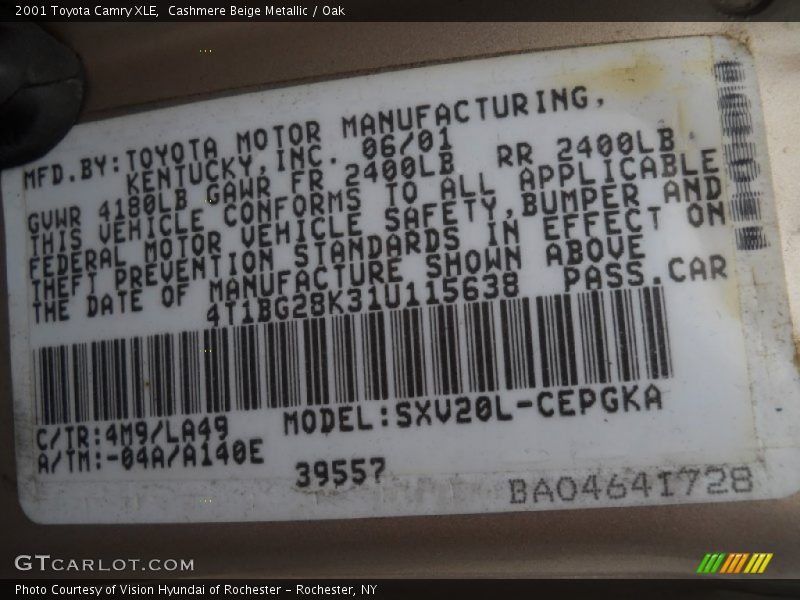 2001 Toyota Camry XLE,  Cashmere Beige Metallic / Oak
MFD.BY:TOYOTA MOTOR MANUFACTURING,
KENTUCKY,INC. 06/01
GVWR 4180LB GAWR FR 2400LB RR 2400LB
THIS VEHICLE CONFORMS TO ALL APPLICABLE
FEDERAL MOTOR VEHICLE SAFETY,BUMPER AND
THEFT PREVENTION STANDARDS IN EFFECT ON
THE DATE OF MANUFACTURE SHOWN ABOVE
4T1BG28K31U115638 PASS.CAR
C/TR:4M9/LA49 MODEL:SXV20L-CEPGKA
A/TM:-04A/A140E
39557
BA04641728
GTCARLOT.COM
Photo Courtesy of Vision Hyundai of Rochester – Rochester, NY